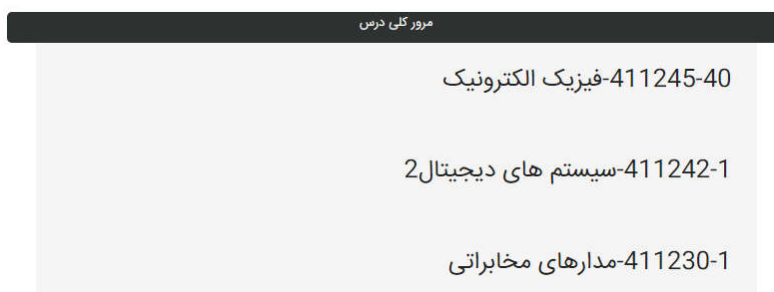 مرور کلی درس
411245-40-فیزیک الکترونیک
411242-1-سیستم های دیجیتال2
411230-1-مدارهای مخابراتی